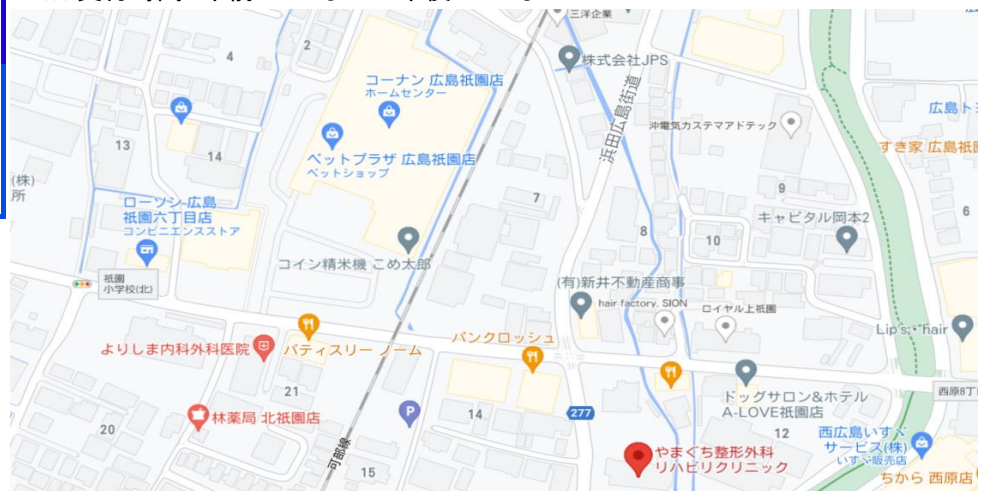 三洋企業
株式会社JPS
コーナン 広島祇園店
ホームセンター
浜田広島街道
沖電気カステマアドテック
広島ト
すき家 広島祇
ペットプラザ 広島祇園店
ペットショップ
4
2
13
14
(株)
所
ローソン 広島
祇園六丁目店
コンビニエンスストア
7
9
6
8
10
キャピタル岡本2
コイン精米機 こめ太郎
祇園
小学校(北)
(有)新井不動産商事
hair factory. SION
ロイヤル上祇園
Lip's・hair
よりしま内科外科医院
パティスリー ノーム
パンクロッシュ
21
ドッグサロン&ホテル
A-LOVE祇園店
西原8丁
林薬局 北祇園店
20
P
14
277
12
西広島いすゞ
サービス(株)
いすゞ販売店
可部線
15
やまぐち整形外科
リハビリクリニック
ちから 西原店